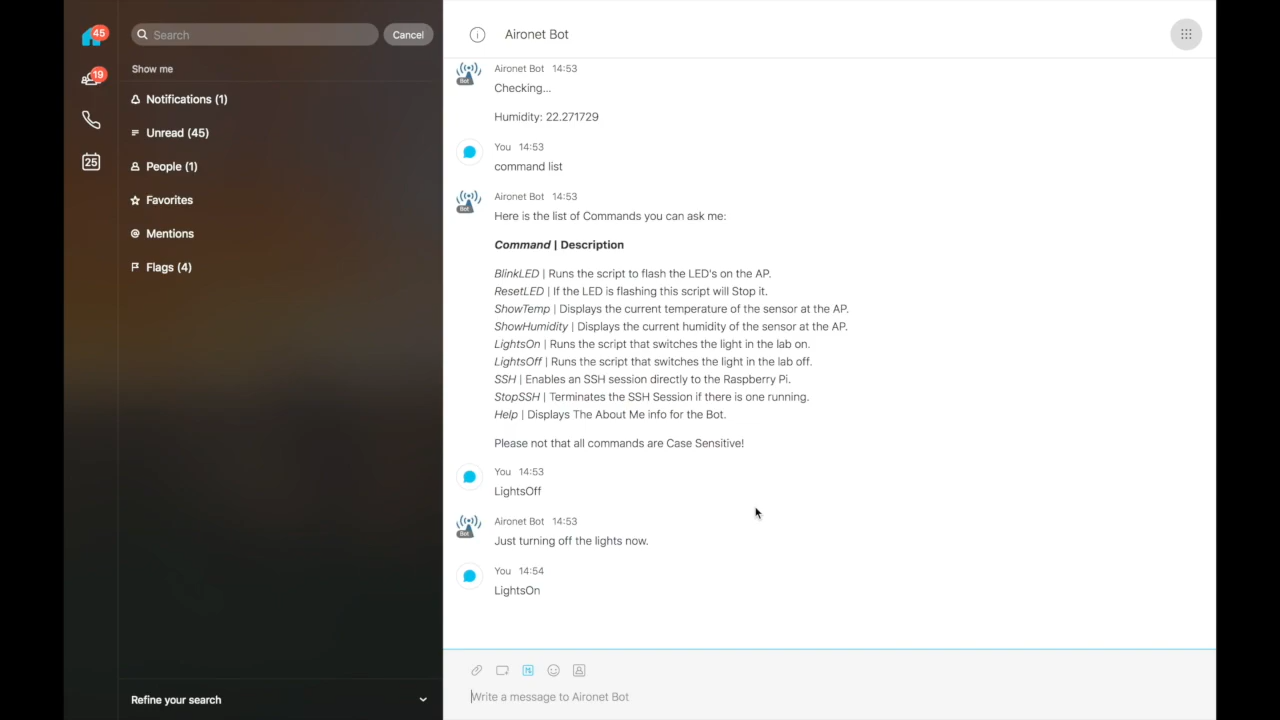 45
19
25
Search
Cancel
Show me
Notifications (1)
Unread (45)
People (1)
Favorites
Mentions
Flags (4)
Refine your search
Aironet Bot
Bot
Aironet Bot 14:53
Checking...
Humidity: 22.271729
You 14:53
command list
Bot
Aironet Bot 14:53
Here is the list of Commands you can ask me:
Command | Description
BlinkLED | Runs the script to flash the LED's on the AP.
ResetLED | If the LED is flashing this script will Stop it.
ShowTemp | Displays the current temperature of the sensor at the AP.
ShowHumidity | Displays the current humidity of the sensor at the AP.
LightsOn | Runs the script that switches the light in the lab on.
LightsOff | Runs the script that switches the light in the lab off.
SSH | Enables an SSH session directly to the Raspberry Pi.
StopSSH | Terminates the SSH Session if there is one running.
Help | Displays The About Me info for the Bot.
Please not that all commands are Case Sensitive!
You 14:53
LightsOff
Bot
Aironet Bot 14:53
Just turning off the lights now.
You 14:54
LightsOn
Write a message to Aironet Bot